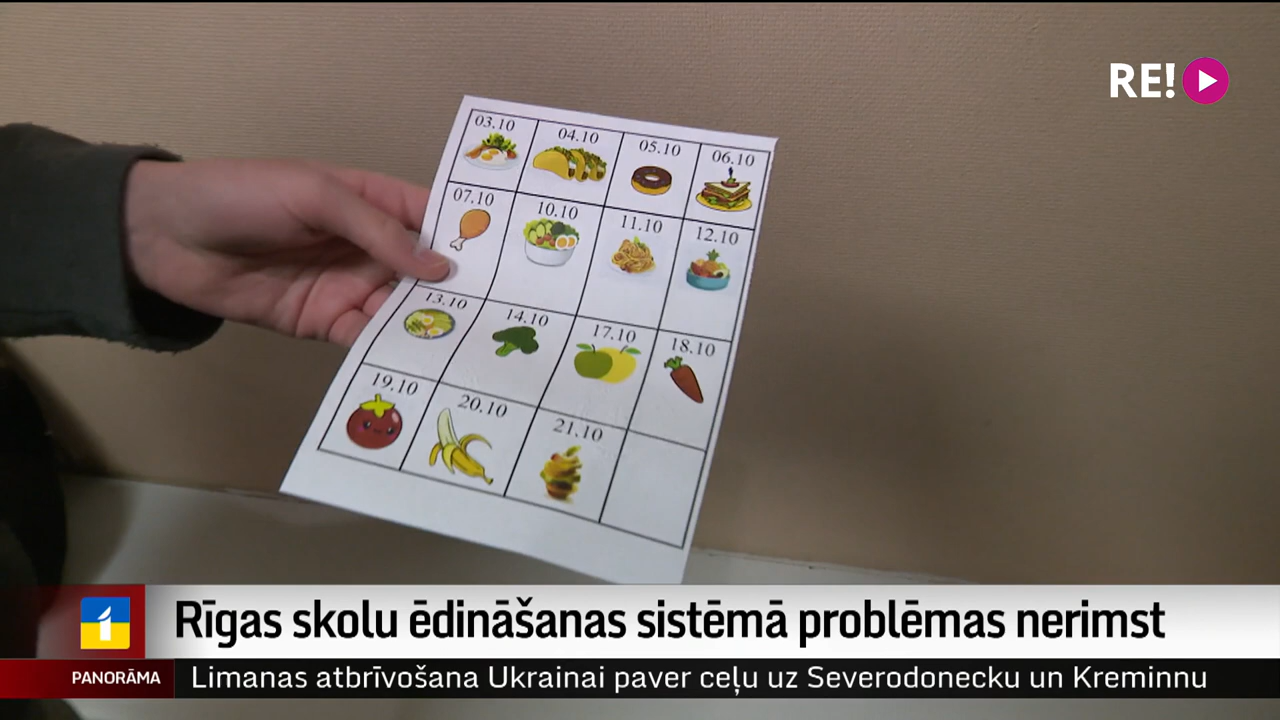 RE!
03.10 04.10 05.10 06.10
07.10 10.10 11.10 12.10
13.10 14.10 17.10 18.10
19.10 20.10 21.10
1 Rīgas skolu ēdināšanas sistēmā problēmas nerimst
PANORĀMA Limanas atbrīvošana Ukrainai paver ceļu uz Severodonecku un Kreminnu